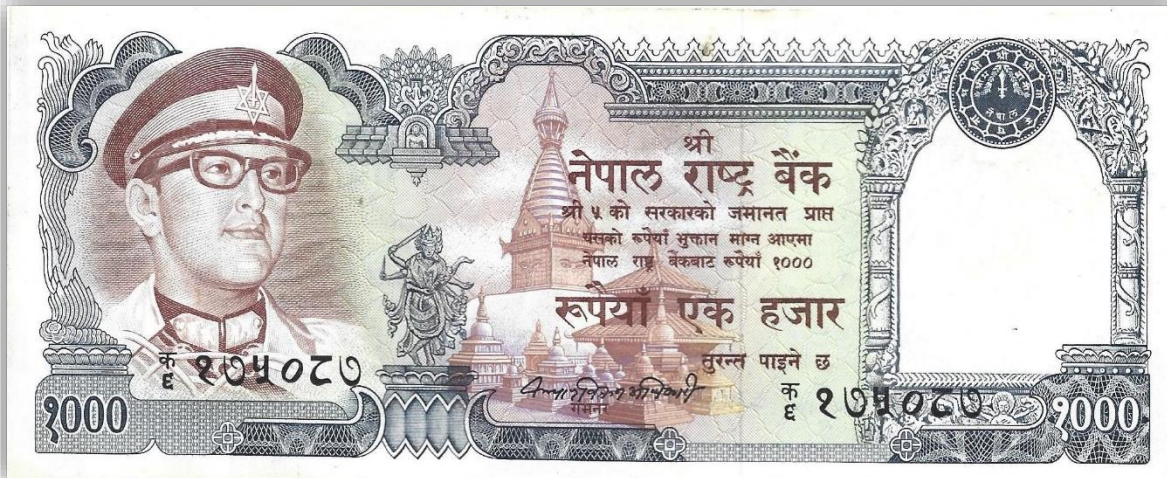 श्री
नेपाल राष्ट्र बैंक
श्री ५ को सरकारको जमानत प्राप्त
यसको रूपैयाँ भुक्तान माग्न आएमा
नेपाल राष्ट्र बैंकबाट रूपैयाँ १०००
रूपैयाँ एक हजार
तुरन्त पाइने छ
गभर्नर
क
६ १७५०८७
क
६ १७५०८७
१०००
१०००